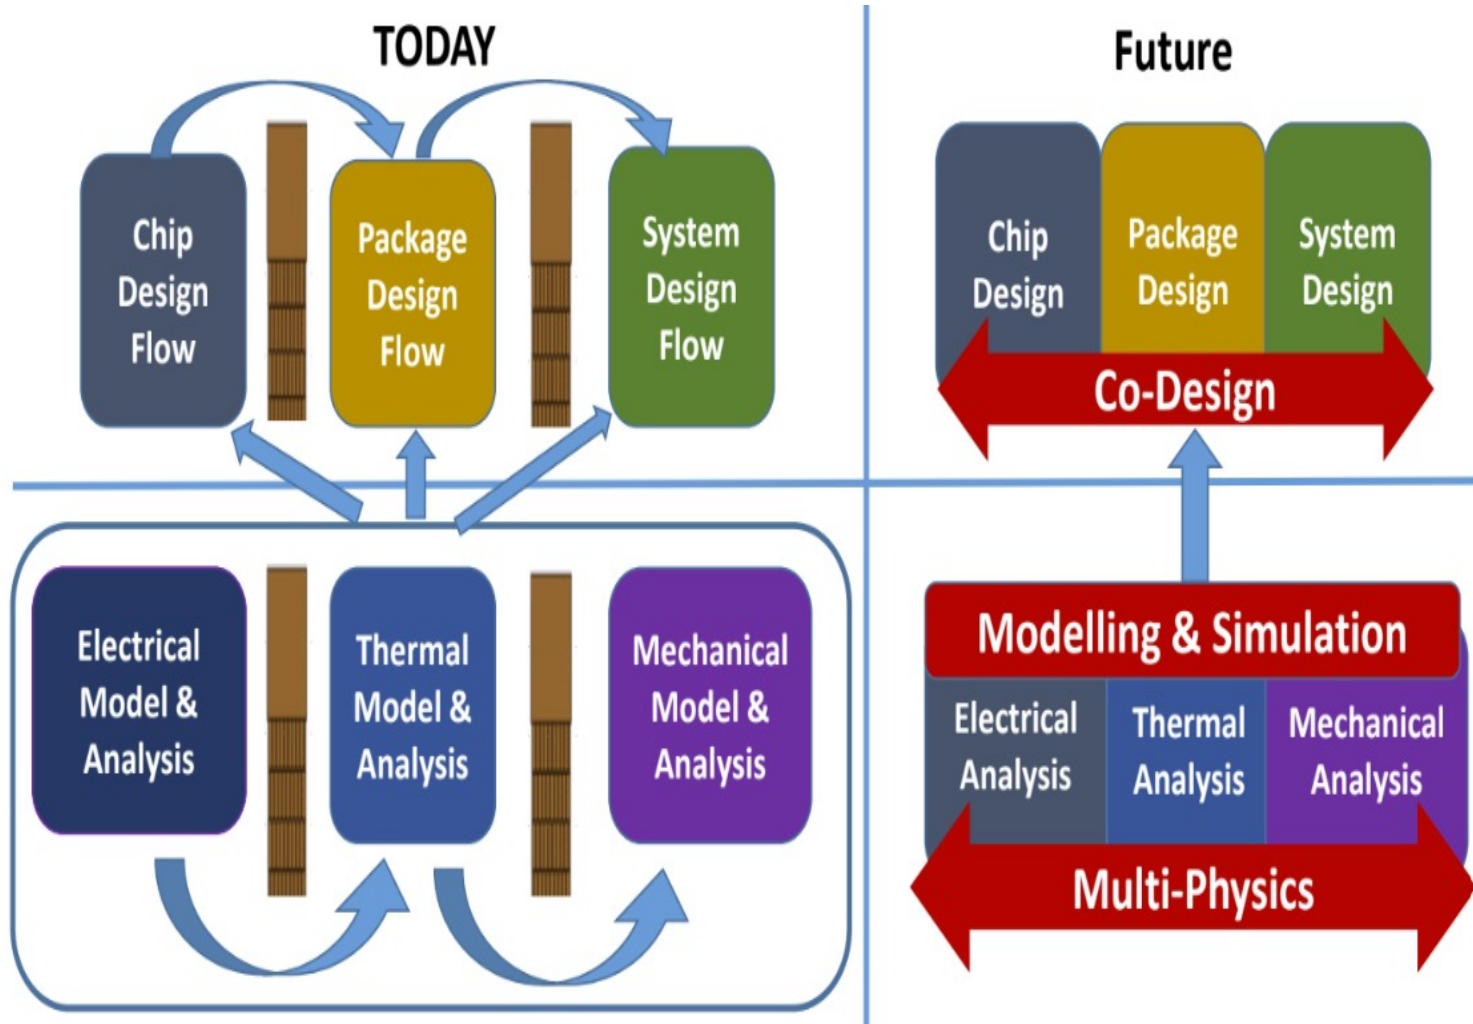 TODAY
Chip
Design
Flow
Package
Design
Flow
System
Design
Flow
Electrical
Model &
Analysis
Thermal
Model &
Analysis
Mechanical
Model &
Analysis
Future
Chip
Design
Package
Design
System
Design
Co-Design
Modelling & Simulation
Electrical
Analysis
Thermal
Analysis
Mechanical
Analysis
Multi-Physics